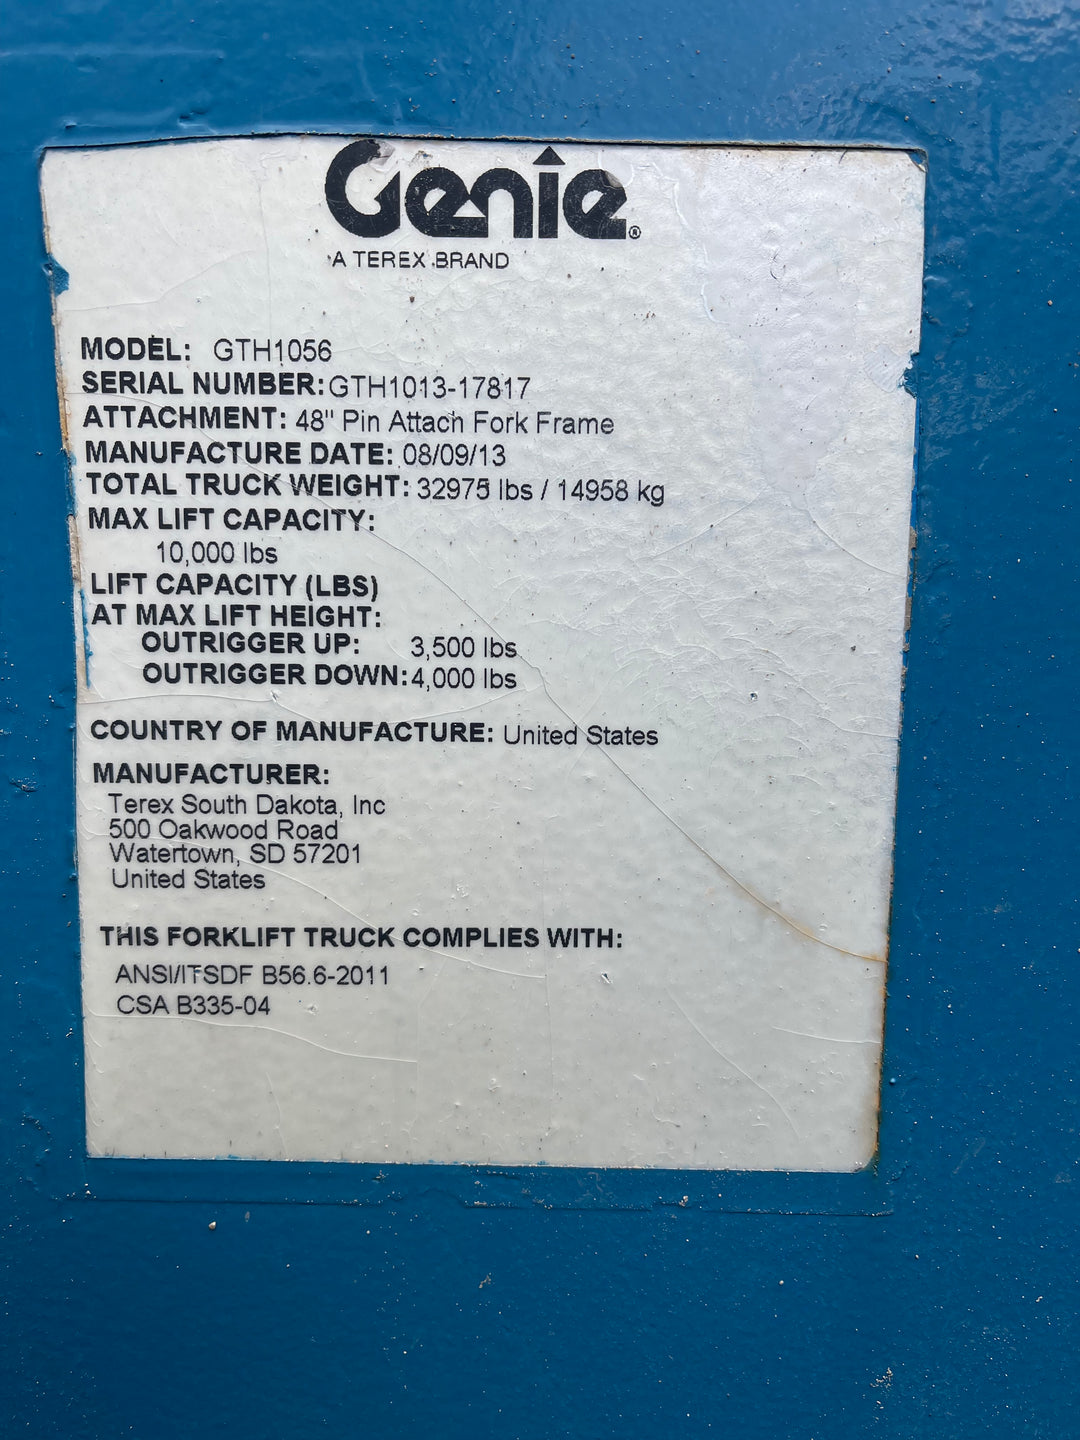 Genie®
A TEREX BRAND
MODEL: GTH1056
SERIAL NUMBER: GTH1013-17817
ATTACHMENT: 48" Pin Attach Fork Frame
MANUFACTURE DATE: 08/09/13
TOTAL TRUCK WEIGHT: 32975 lbs / 14958 kg
MAX LIFT CAPACITY:
10,000 lbs
LIFT CAPACITY (LBS)
AT MAX LIFT HEIGHT:
OUTRIGGER UP: 3,500 lbs
OUTRIGGER DOWN: 4,000 lbs
COUNTRY OF MANUFACTURE: United States
MANUFACTURER:
Terex South Dakota, Inc
500 Oakwood Road
Watertown, SD 57201
United States
THIS FORKLIFT TRUCK COMPLIES WITH:
ANSI/ITSDF B56.6-2011
CSA B335-04